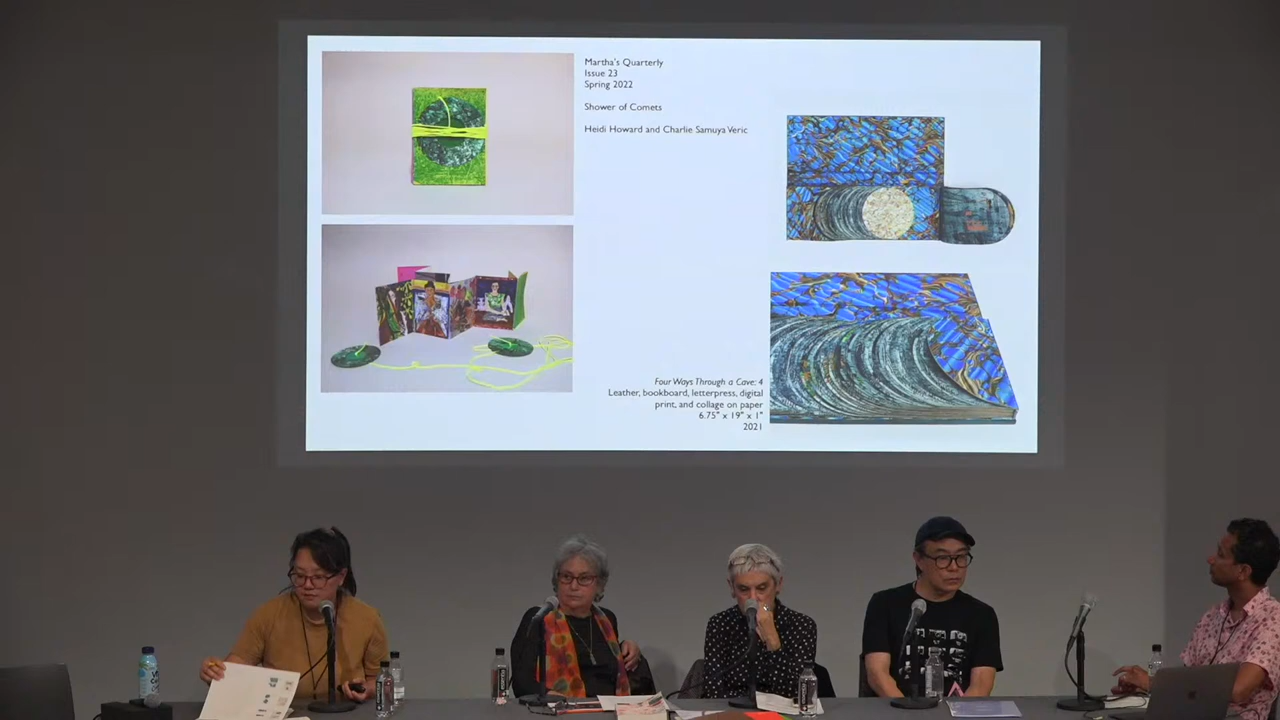 Martha's Quarterly
Issue 23
Spring 2022
Shower of Comets
Heidi Howard and Charlie Samuya Veric
Four Ways Through a Cave: 4
Leather, bookboard, letterpress, digital
print, and collage on paper
6.75" x 19" x 1"
2021